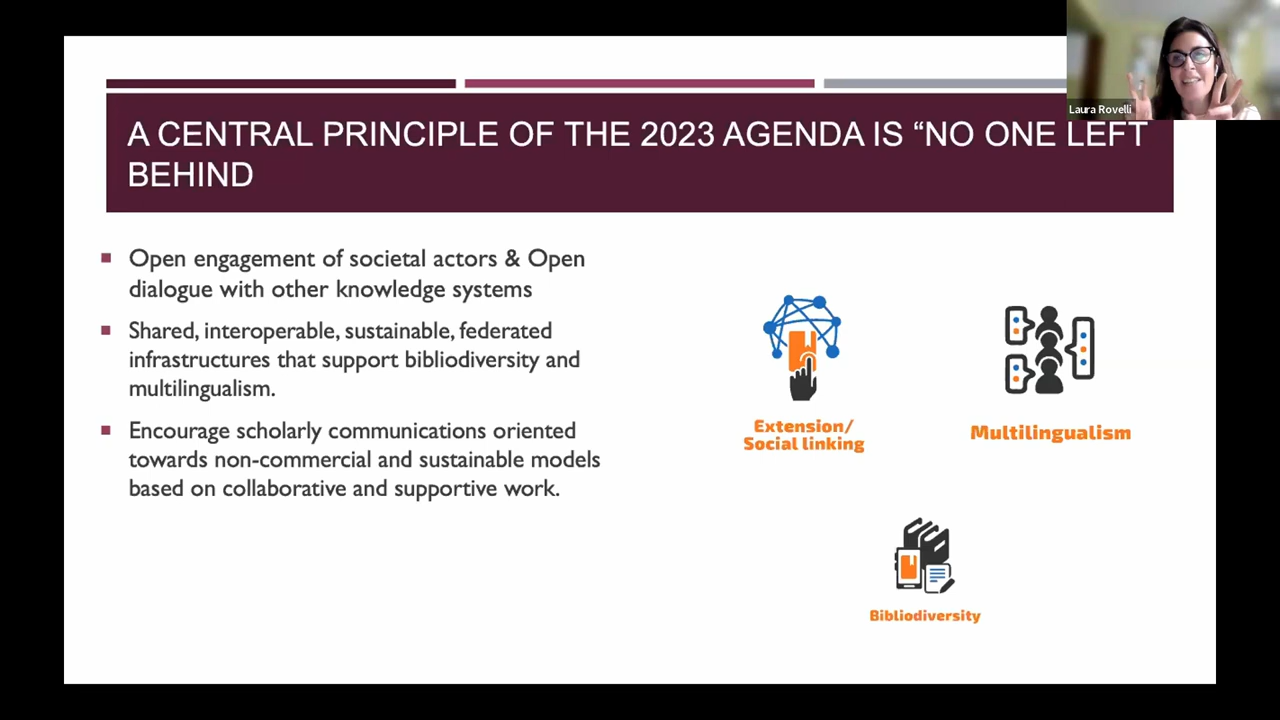 Laura Rovelli
A CENTRAL PRINCIPLE OF THE 2023 AGENDA IS “NO ONE LEFT
BEHIND
Open engagement of societal actors & Open
dialogue with other knowledge systems
Shared, interoperable, sustainable, federated
infrastructures that support bibliodiversity and
multilingualism.
Encourage scholarly communications oriented
towards non-commercial and sustainable models
based on collaborative and supportive work.
Extension/
Social linking
Multilingualism
Bibliodiversity